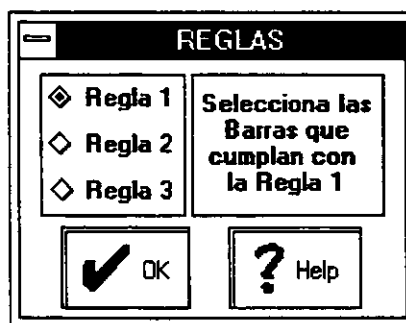 REGLAS
Regla 1
Regla 2
Regla 3
Selecciona las
Barras que
cumplan con
la Regla 1
OK
Help